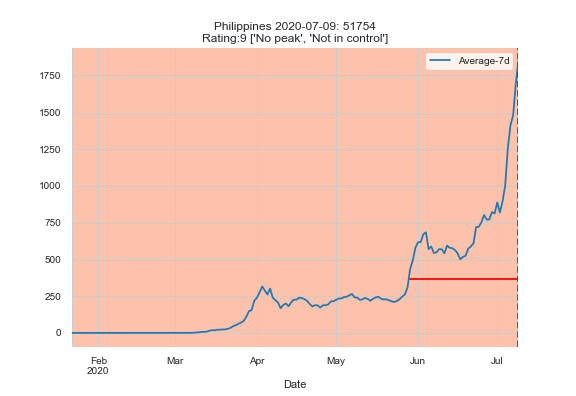 Philippines 2020-07-09: 51754
Rating:9 ['No peak', 'Not in control']
Average-7d
1750
1500
1250
1000
750
500
250
0
Feb
2020
Mar
Apr
May
Jun
Jul
Date